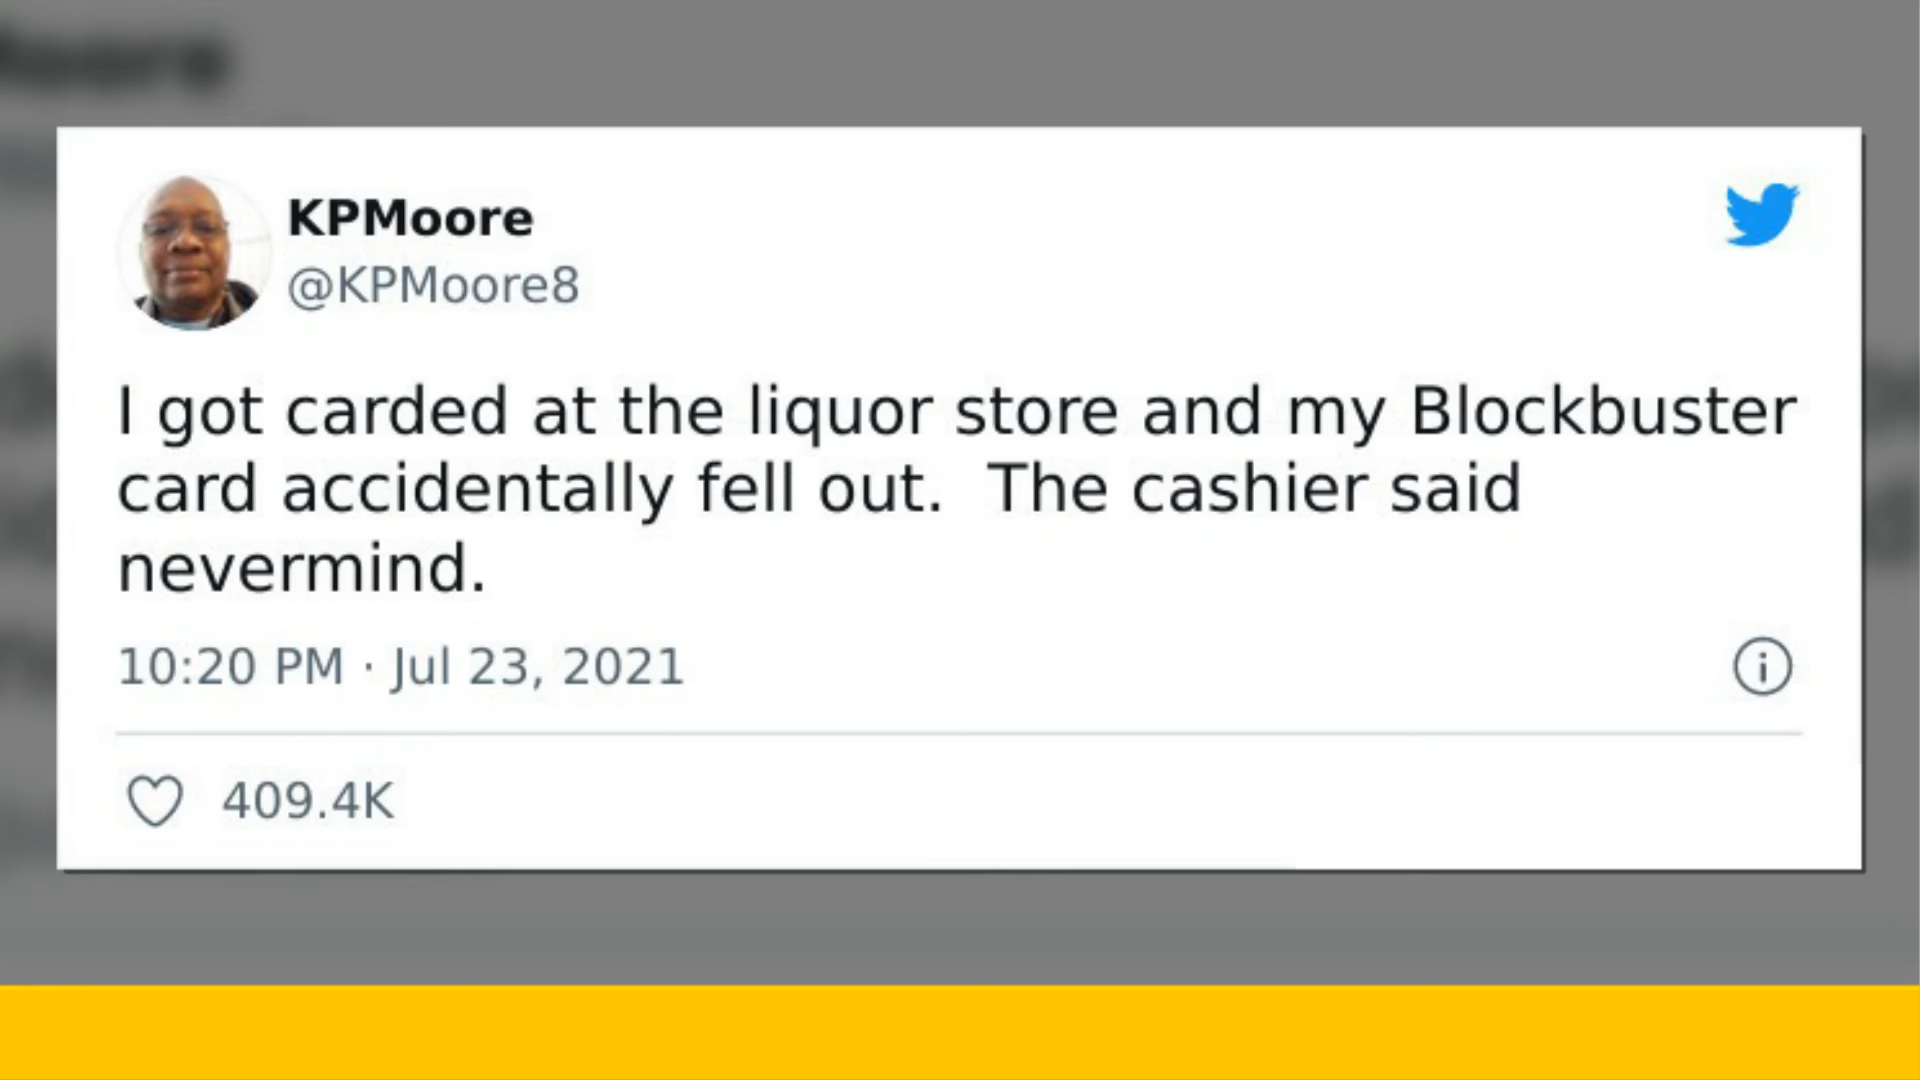 KPMoore
@KPMoore8
I got carded at the liquor store and my Blockbuster
card accidentally fell out.  The cashier said
nevermind.
10:20 PM · Jul 23, 2021
409.4K